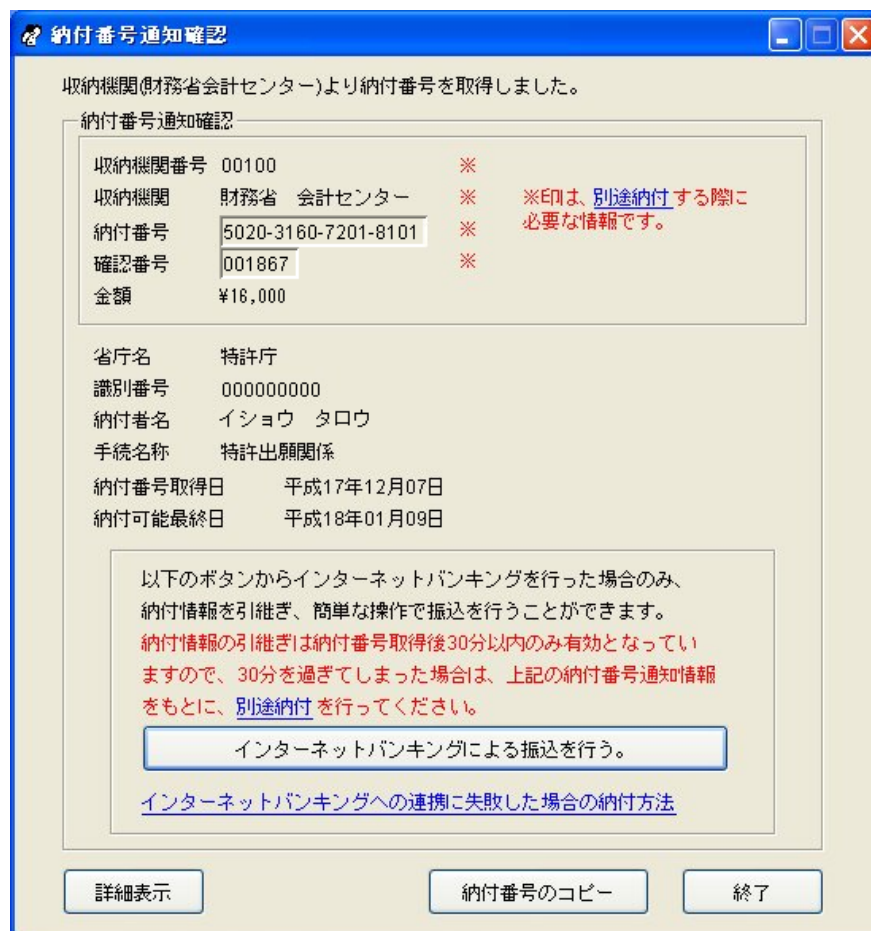 納付番号通知確認
収納機関(財務省会計センター)より納付番号を取得しました。
納付番号通知確認
収納機関番号 00100 ※
収納機関 財務省 会計センター ※ ※印は、別途納付する際に
納付番号 5020-3160-7201-8101 ※ 必要な情報です。
確認番号 001867 ※
金額 ¥16,000
省庁名 特許庁
識別番号 000000000
納付者名 イショウ タロウ
手続名称 特許出願関係
納付番号取得日 平成17年12月07日
納付可能最終日 平成18年01月09日
以下のボタンからインターネットバンキングを行った場合のみ、
納付情報を引継ぎ、簡単な操作で振込を行うことができます。
納付情報の引継ぎは納付番号取得後30分以内のみ有効となってい
ますので、30分を過ぎてしまった場合は、上記の納付番号通知情報
をもとに、別途納付を行ってください。
インターネットバンキングによる振込を行う。
インターネットバンキングへの連携に失敗した場合の納付方法
詳細表示 納付番号のコピー 終了